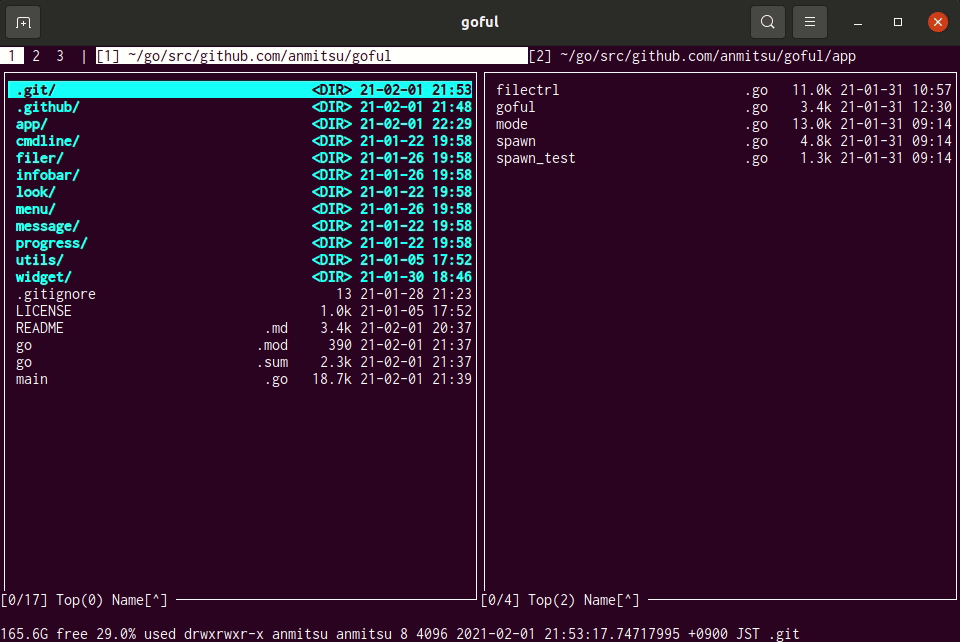 goful
1 2 3 | [1] ~/go/src/github.com/anmitsu/goful [2] ~/go/src/github.com/anmitsu/goful/app
.git/ <DIR> 21-02-01 21:53
.github/ <DIR> 21-02-01 21:48
app/ <DIR> 21-02-01 22:29
cmdline/ <DIR> 21-01-22 19:58
filer/ <DIR> 21-01-26 19:58
infobar/ <DIR> 21-01-26 19:58
look/ <DIR> 21-01-22 19:58
menu/ <DIR> 21-01-26 19:58
message/ <DIR> 21-01-22 19:58
progress/ <DIR> 21-01-22 19:58
utils/ <DIR> 21-01-05 17:52
widget/ <DIR> 21-01-30 18:46
.gitignore 13 21-01-28 21:23
LICENSE 1.0k 21-01-05 17:52
README .md 3.4k 21-02-01 20:37
go .mod 390 21-02-01 21:37
go .sum 2.3k 21-02-01 21:37
main .go 18.7k 21-02-01 21:39
[0/17] Top(0) Name[^]
filectrl .go 11.0k 21-01-31 10:57
goful .go 3.4k 21-01-31 12:30
mode .go 13.0k 21-01-31 09:14
spawn .go 4.8k 21-01-31 09:14
spawn_test .go 1.3k 21-01-31 09:14
[0/4] Top(2) Name[^]
165.6G free 29.0% used drwxrwxr-x anmitsu anmitsu 8 4096 2021-02-01 21:53:17.74717995 +0900 JST .git